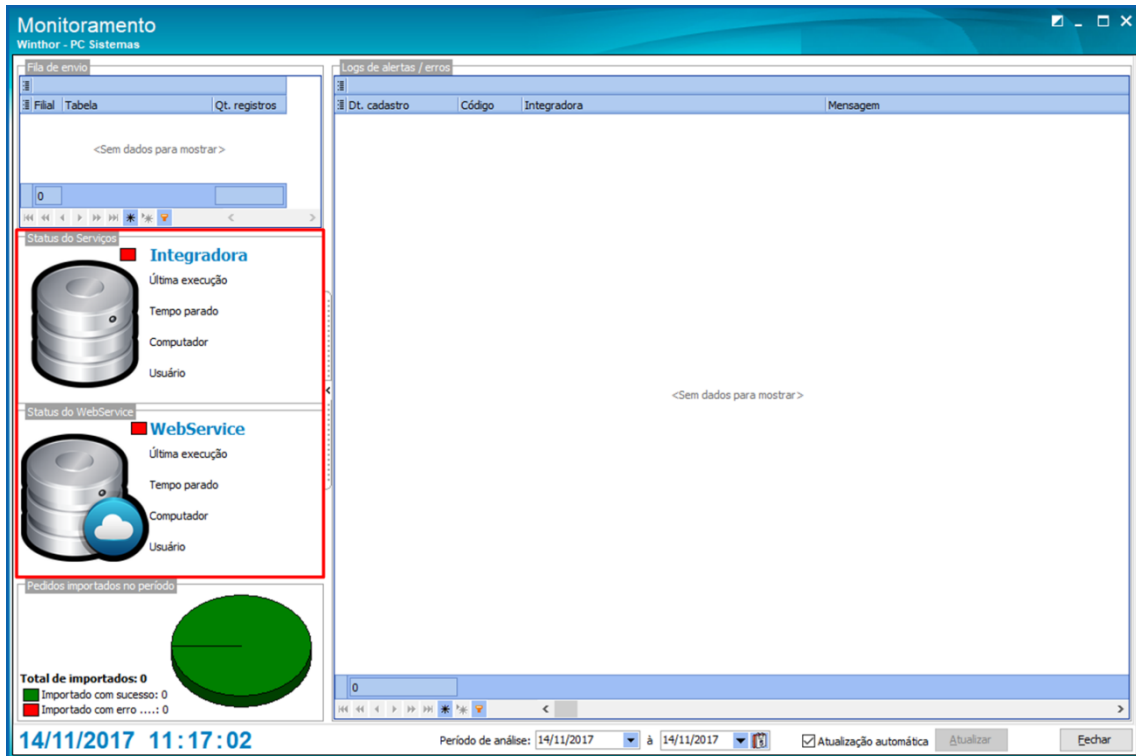 Monitoramento
Winthor - PC Sistemas
Fila de envio
Filial Tabela Qt. registros
<Sem dados para mostrar>
0
Status do Serviços
Integradora
Última execução
Tempo parado
Computador
Usuário
Status do WebService
WebService
Última execução
Tempo parado
Computador
Usuário
Pedidos importados no período
Total de importados: 0
Importado com sucesso: 0
Importado com erro ....: 0
Logs de alertas / erros
Dt. cadastro Código Integradora Mensagem
<Sem dados para mostrar>
0
14/11/2017 11:17:02
Período de análise: 14/11/2017 à 14/11/2017 Atualização automática Atualizar Fechar